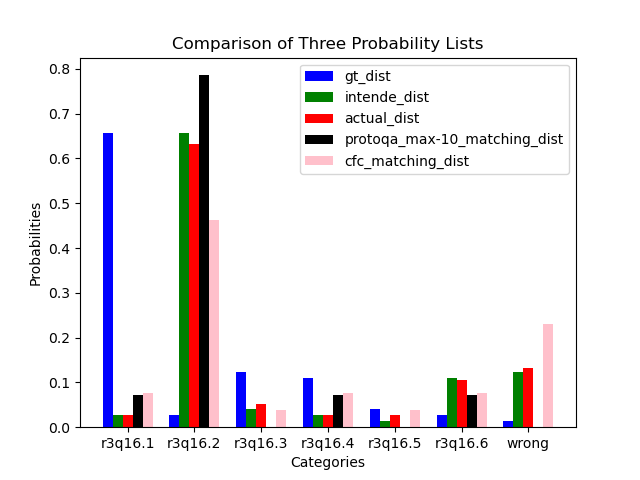 Comparison of Three Probability Lists
gt_dist
intende_dist
actual_dist
protoqa_max-10_matching_dist
cfc_matching_dist
Probabilities
0.8
0.7
0.6
0.5
0.4
0.3
0.2
0.1
0.0
r3q16.1 r3q16.2 r3q16.3 r3q16.4 r3q16.5 r3q16.6 wrong
Categories